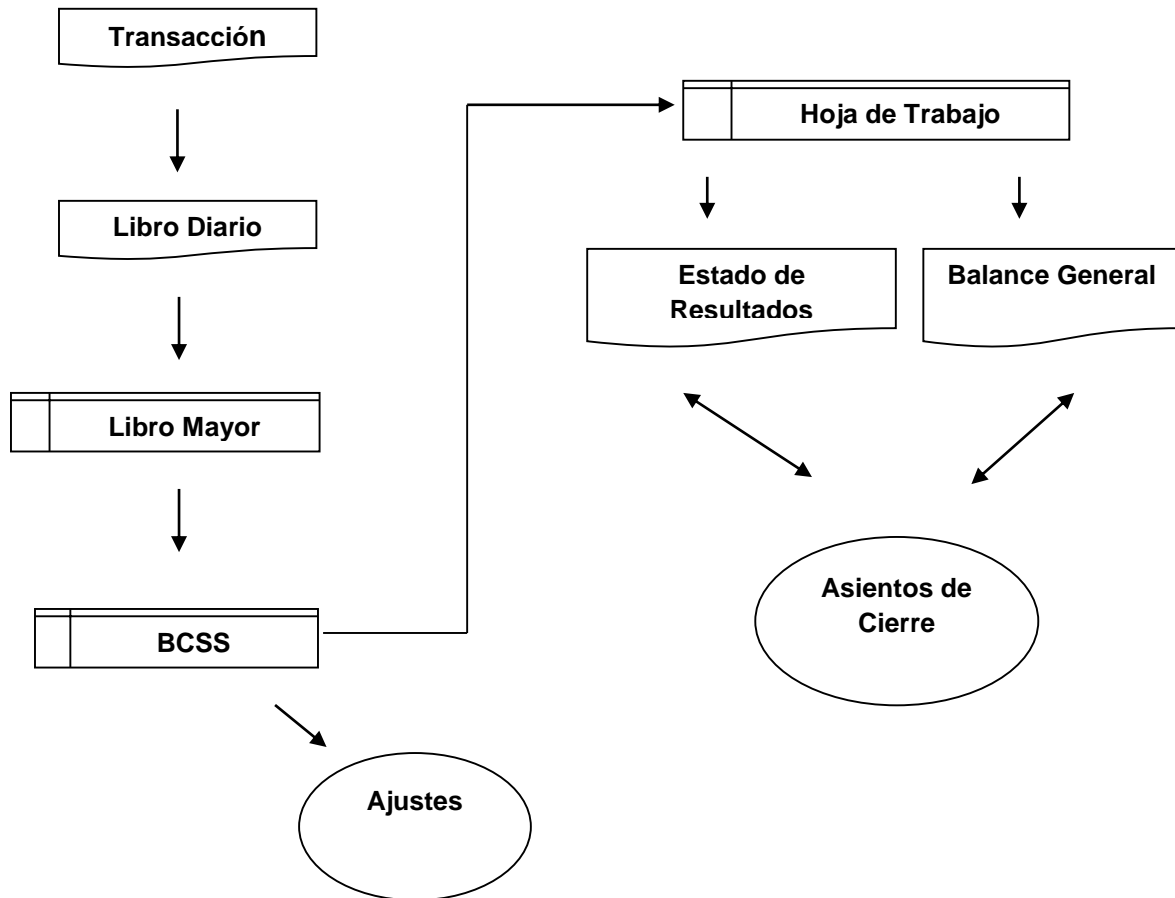 Transacción
Libro Diario
Libro Mayor
BCSS
Ajustes
Hoja de Trabajo
Estado de
Resultados
Balance General
Asientos de
Cierre